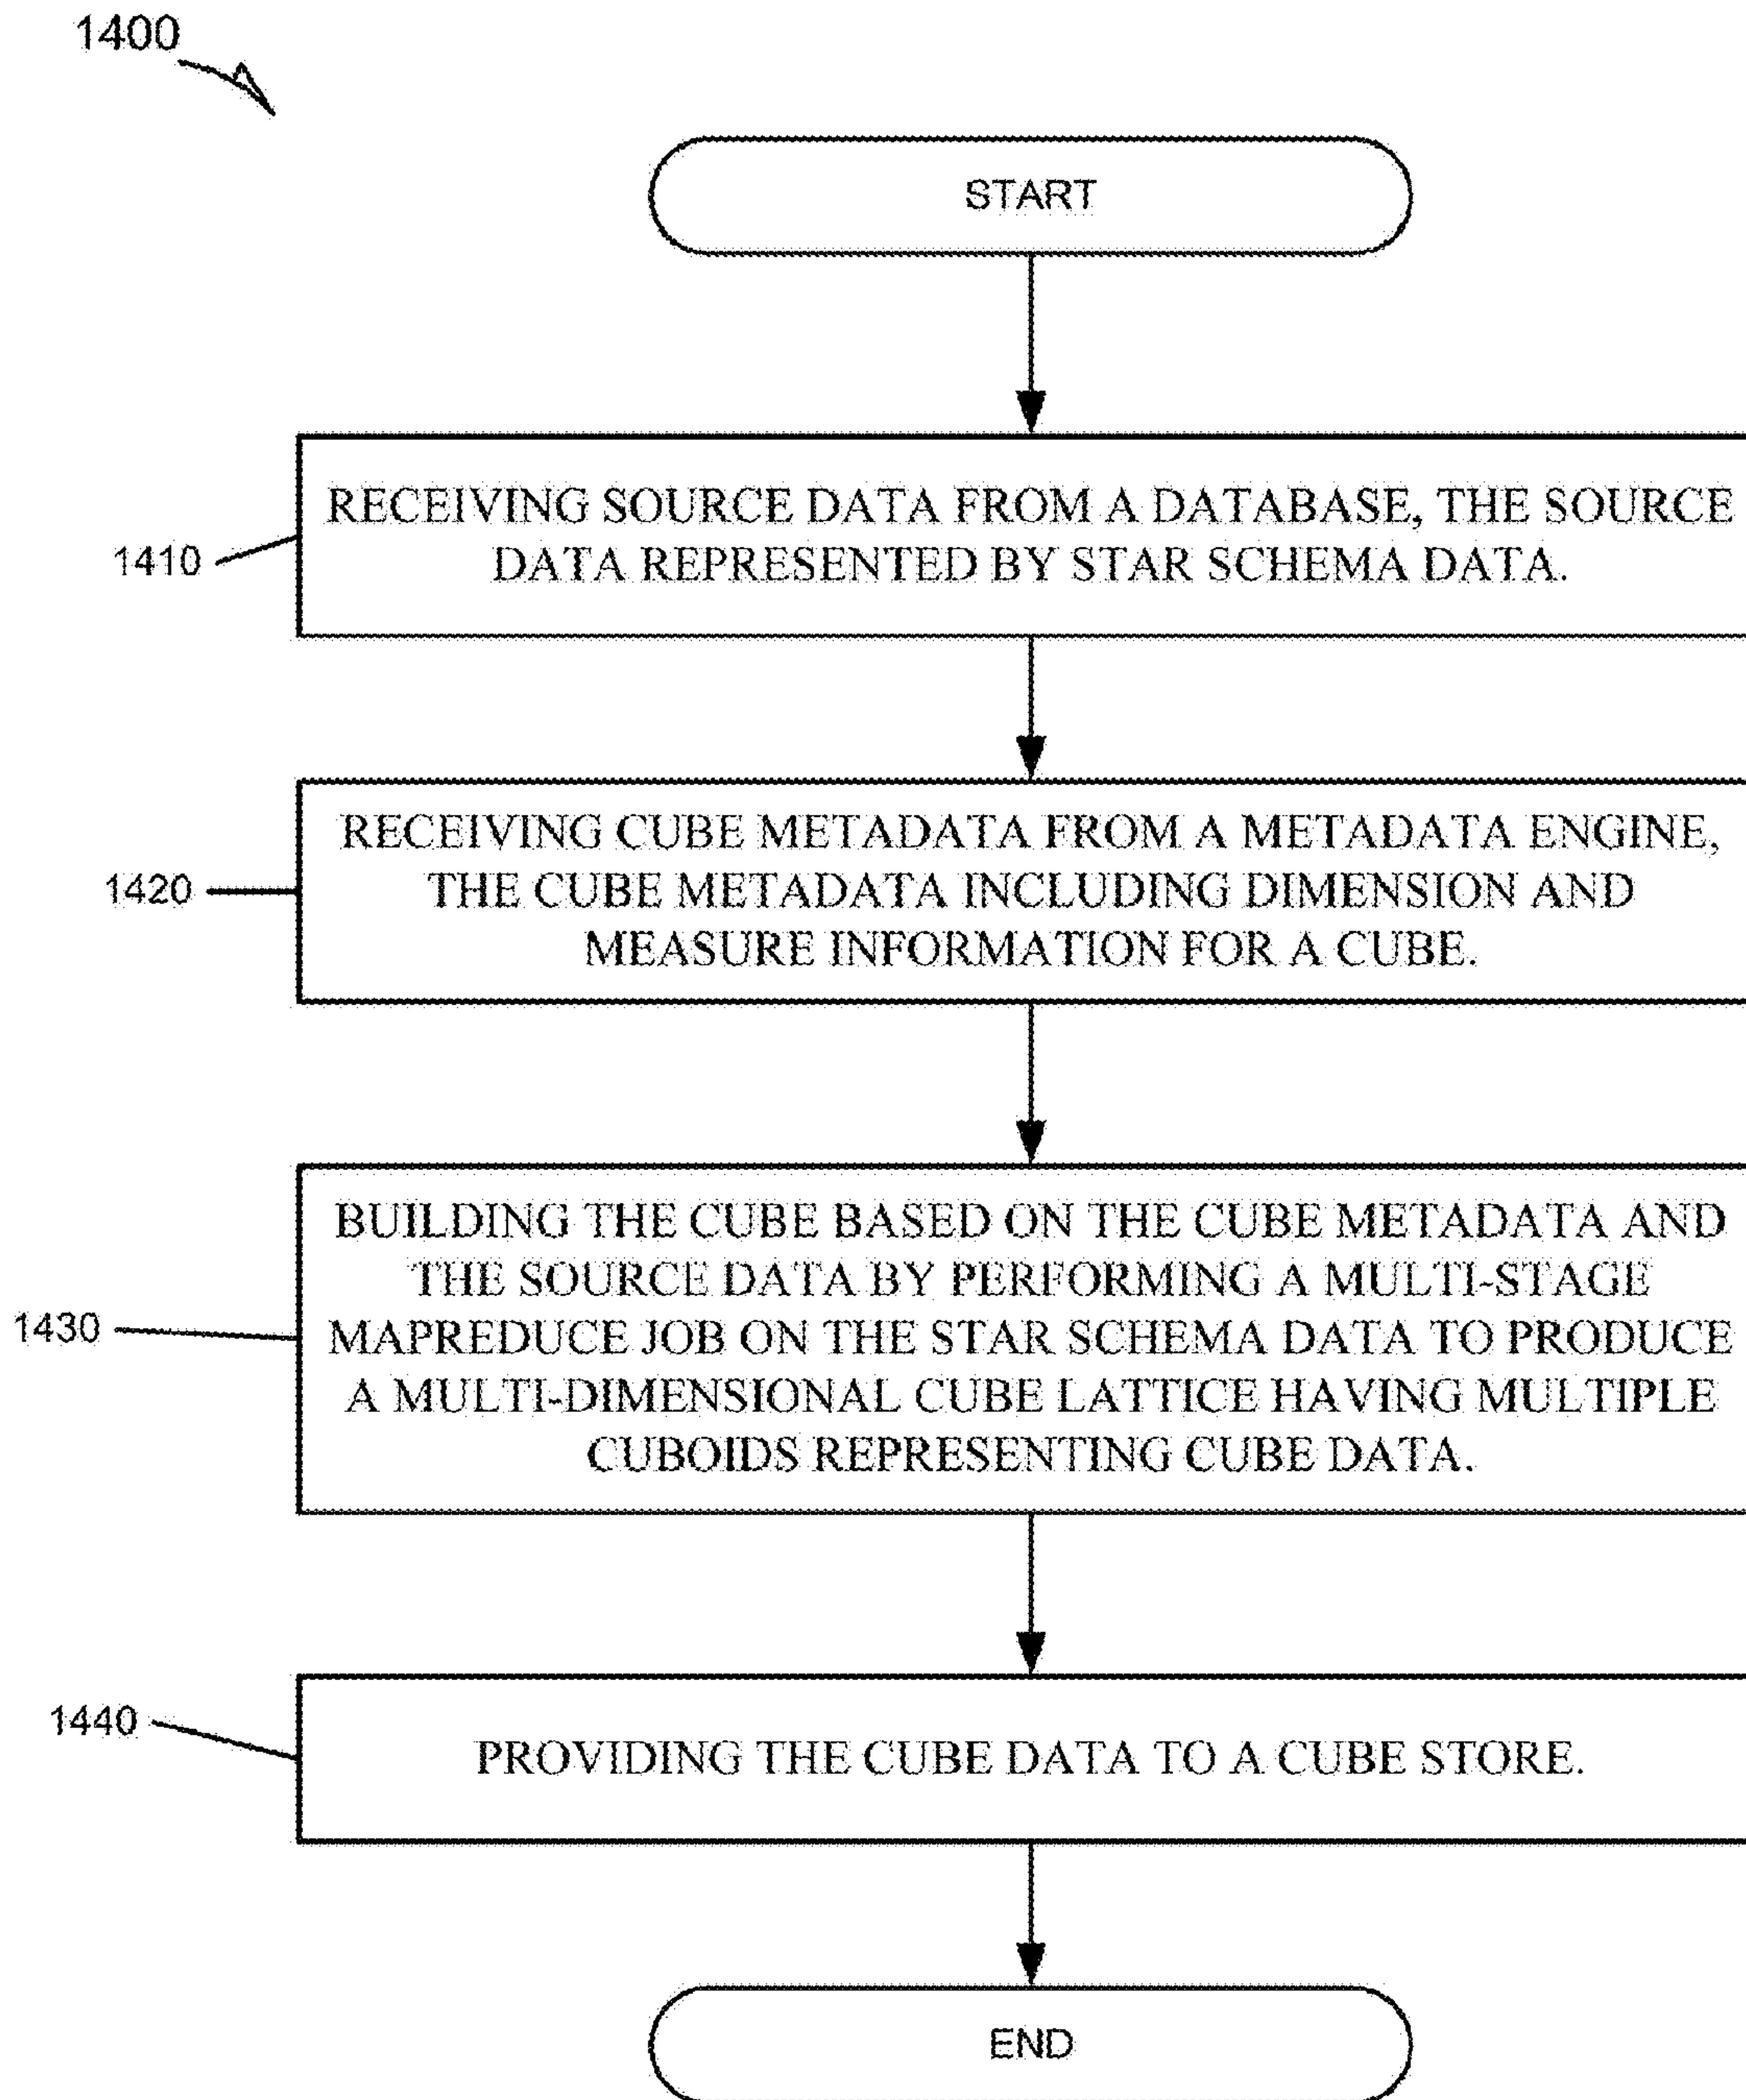 1400
START
1410
RECEIVING SOURCE DATA FROM A DATABASE, THE SOURCE
DATA REPRESENTED BY STAR SCHEMA DATA.
1420
RECEIVING CUBE METADATA FROM A METADATA ENGINE,
THE CUBE METADATA INCLUDING DIMENSION AND
MEASURE INFORMATION FOR A CUBE.
1430
BUILDING THE CUBE BASED ON THE CUBE METADATA AND
THE SOURCE DATA BY PERFORMING A MULTI-STAGE
MAPREDUCE JOB ON THE STAR SCHEMA DATA TO PRODUCE
A MULTI-DIMENSIONAL CUBE LATTICE HAVING MULTIPLE
CUBOIDS REPRESENTING CUBE DATA.
1440
PROVIDING THE CUBE DATA TO A CUBE STORE.
END